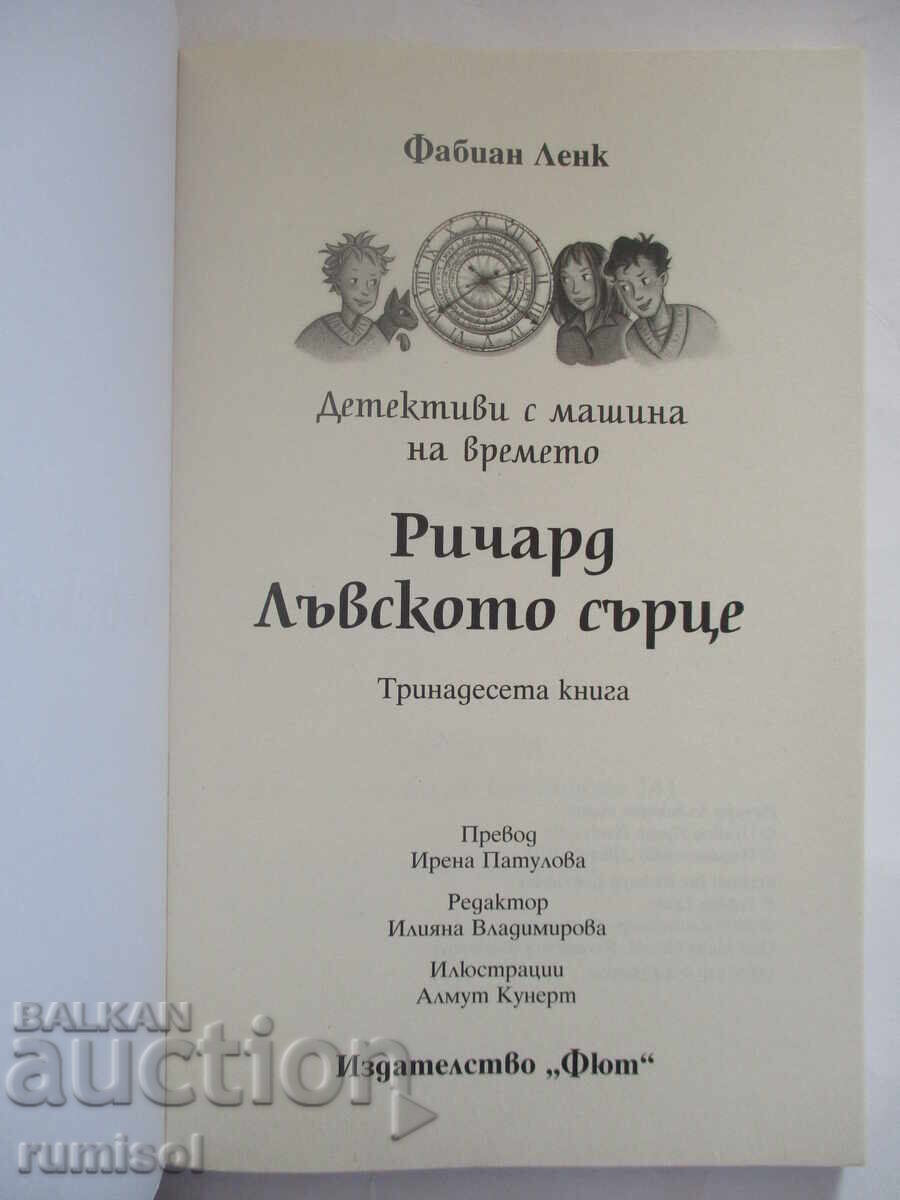 Фабиан Ленк
Детективи с машина
на времето
Ричард
Лъвското сърце
Тринадесета книга
Превод
Ирена Патулова
Редактор
Илияна Владимирова
Илюстрации
Алмут Кунерт
Издателство „Фют“
BALKAN
auction
rumisol